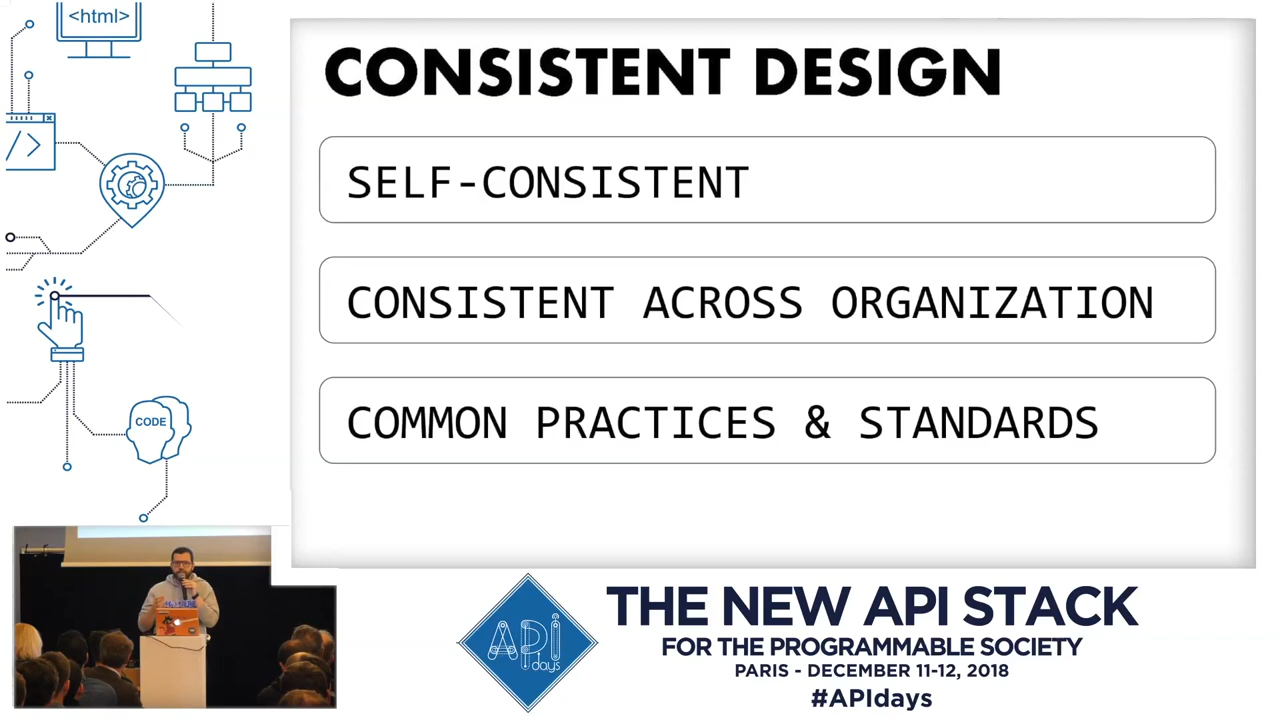 <html>
/>
CONSISTENT DESIGN
SELF-CONSISTENT
CONSISTENT ACROSS ORGANIZATION
COMMON PRACTICES & STANDARDS
CODE
API
days
THE NEW API STACK
FOR THE PROGRAMMABLE SOCIETY
PARIS - DECEMBER 11-12, 2018
#APIdays